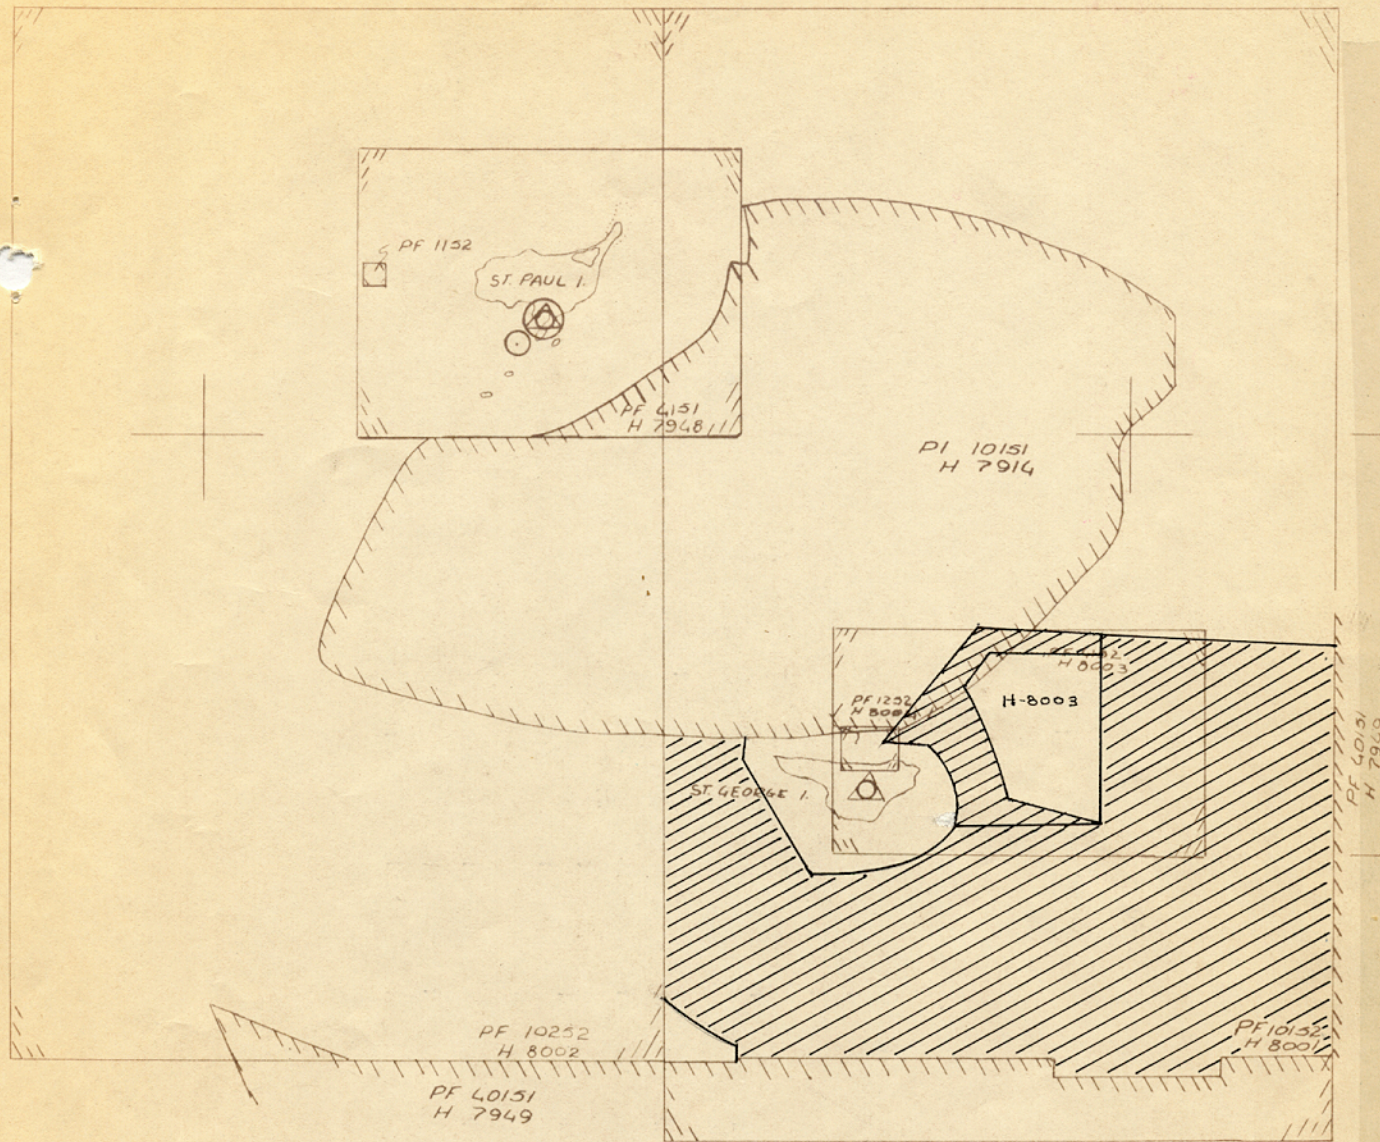 PF 1152
ST. PAUL I.
PF 4151
H 7948
PI 10151
H 7914
H 8003
H-8003
PF 1252
ST. GEORGE I.
PF 40151
H 7949
PF 10252
H 8002
PF 10152
H 8001
PF 40151
H 7949